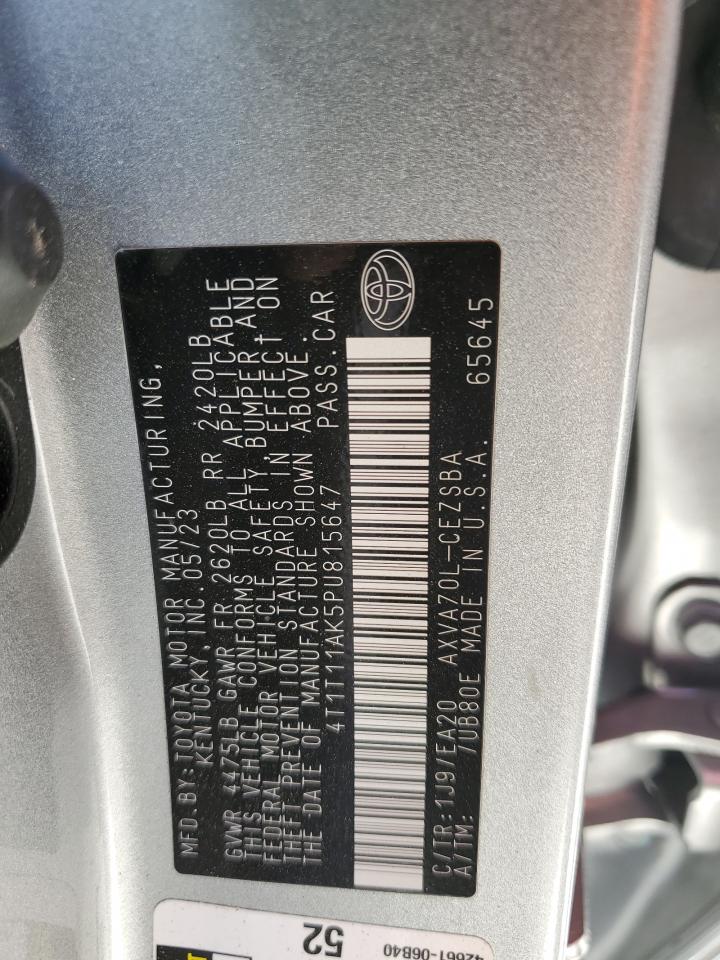 MFD BY: TOYOTA MOTOR MANUFACTURING,
KENTUCKY, INC. 05/23
GVWR 4475LB GAWR FR 2620LB RR 2420LB
THIS VEHICLE CONFORMS TO ALL APPLICABLE
FEDERAL MOTOR VEHICLE SAFETY, BUMPER, AND
THEFT PREVENTION STANDARDS IN EFFECT ON
THE DATE OF MANUFACTURE SHOWN ABOVE.
4T1T11AK5PU815647 PASS.CAR
C/TR:1J9/EA20 AXVA70L-CEZSBA
A/TM: 7UB80E MADE IN U.S.A. 65645
52
42661-06B40